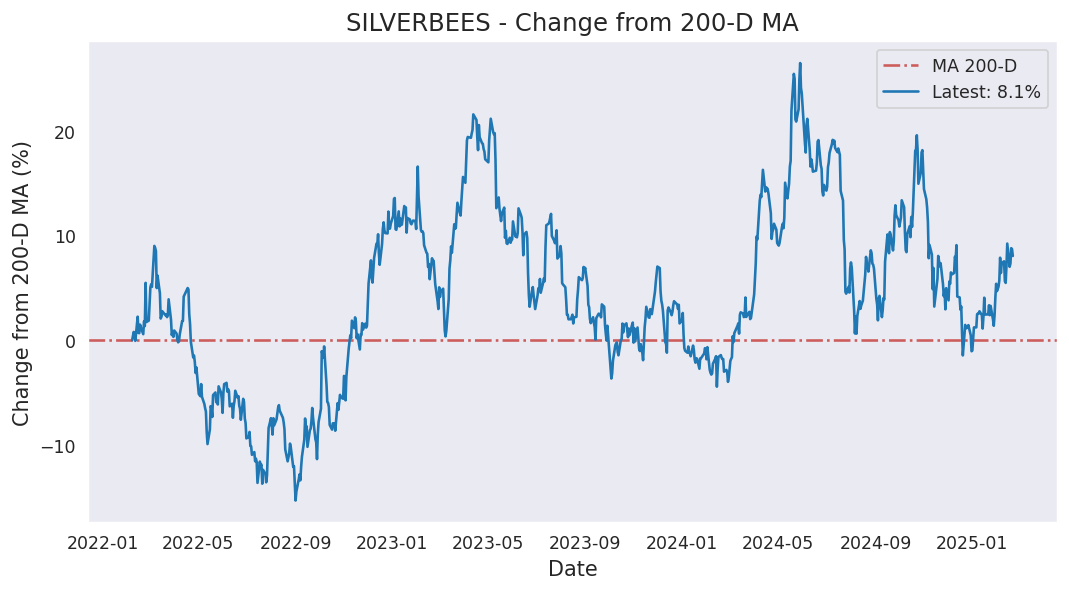 SILVERBEES - Change from 200-D MA
MA 200-D
Latest: 8.1%
Change from 200-D MA (%)
20
10
0
−10
2022-01 2022-05 2022-09 2023-01 2023-05 2023-09 2024-01 2024-05 2024-09 2025-01
Date